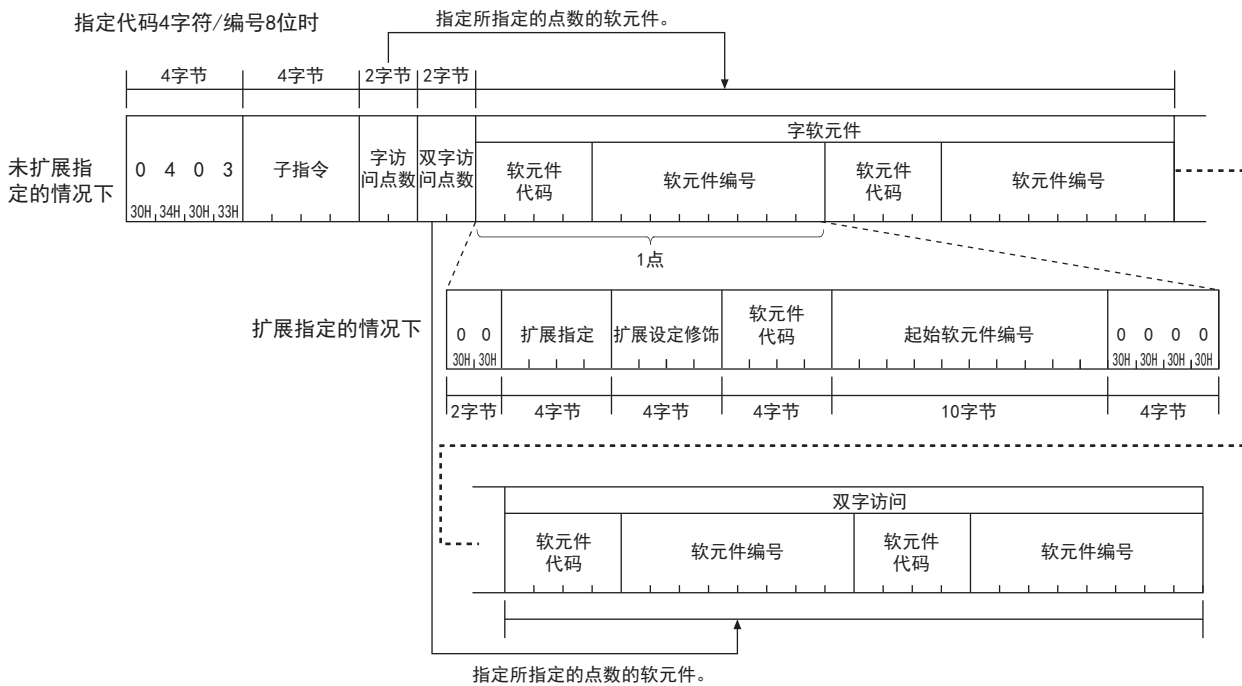 指定代码4字符/编号8位时
指定所指定的点数的软元件。
4字节 4字节 2字节 2字节
字软元件
未扩展指
定的情况下
0 4 0 3
30H 34H 30H 33H
子指令
字访
问点数
双字访
问点数
软元件
代码
软元件编号
软元件
代码
软元件编号
1点
扩展指定的情况下
0 0
30H 30H
扩展指定
扩展设定修饰
软元件
代码
起始软元件编号
0 0 0 0
30H 30H 30H 30H
2字节 4字节 4字节 4字节 10字节 4字节
双字访问
软元件
代码
软元件编号
软元件
代码
软元件编号
指定所指定的点数的软元件。